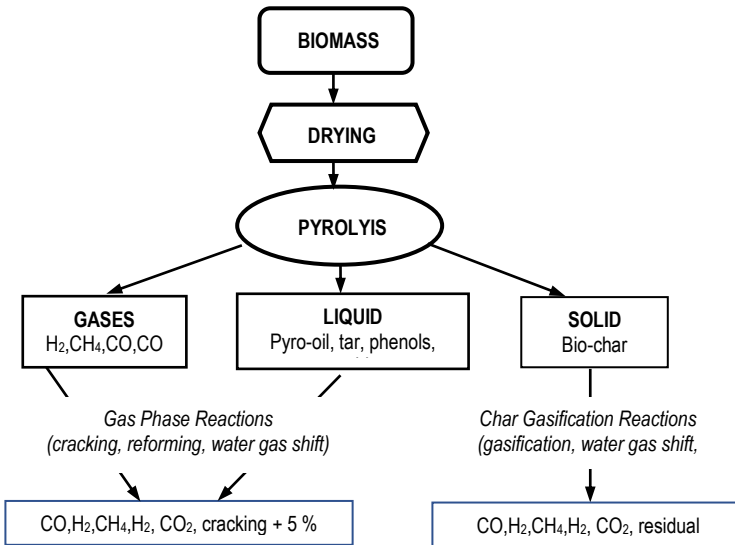 BIOMASS
DRYING
PYROLYIS
GASES
H₂,CH₄,CO,CO
LIQUID
Pyro-oil, tar, phenols,
SOLID
Bio-char
Gas Phase Reactions
(cracking, reforming, water gas shift)
Char Gasification Reactions
(gasification, water gas shift,
CO,H₂,CH₄,H₂, CO₂, cracking + 5 %
CO,H₂,CH₄,H₂, CO₂, residual